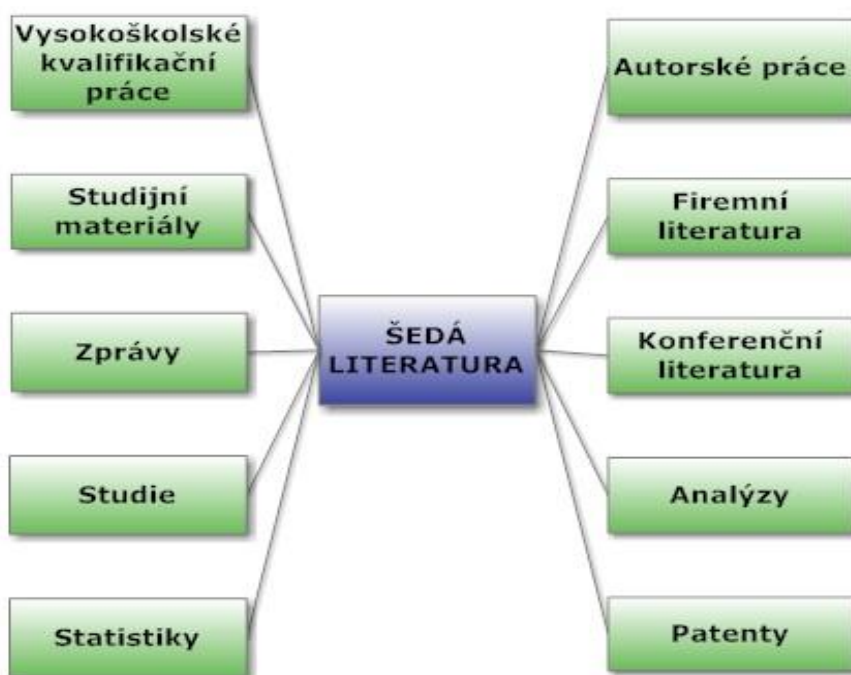 Vysokoškolské
kvalifikační
práce
Studijní
materiály
Zprávy
Studie
Statistiky
ŠEDÁ
LITERATURA
Autorské práce
Firemní
literatura
Konferenční
literatura
Analýzy
Patenty